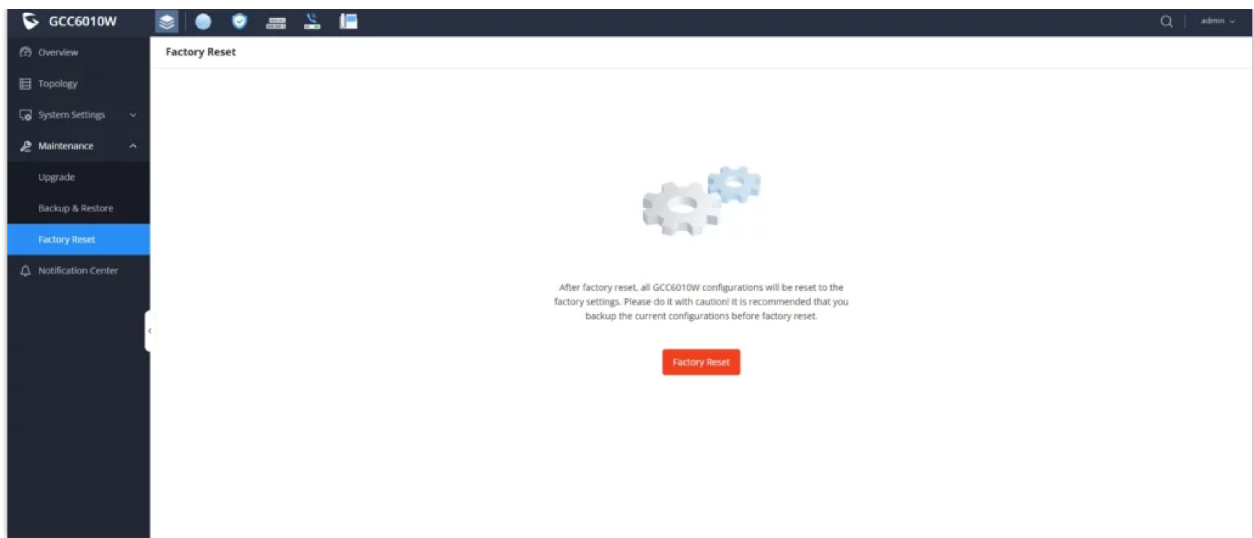 GCC6010W
admin
Overview
Factory Reset
Topology
System Settings
Maintenance
Upgrade
Backup & Restore
Factory Reset
Notification Center
After factory reset, all GCC6010W configurations will be reset to the
factory settings. Please do it with caution! It is recommended that you
backup the current configurations before factory reset.
Factory Reset